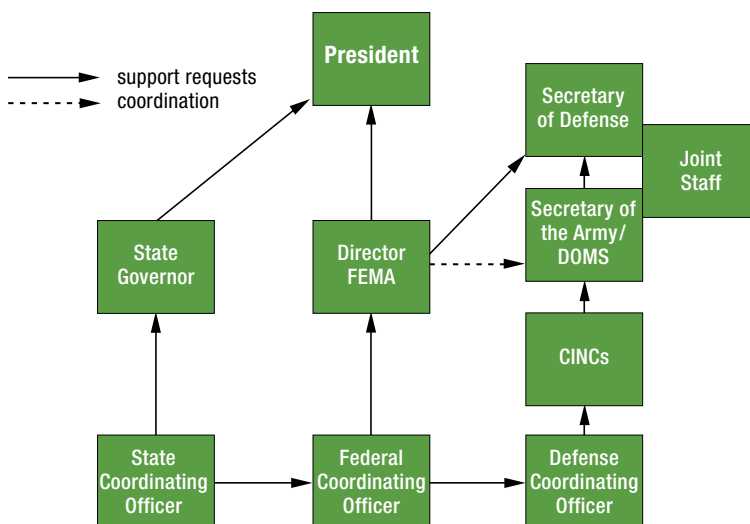 President
support requests
coordination
Secretary
of Defense
Joint
Staff
State
Governor
Director
FEMA
Secretary of
the Army/
DOMS
CINCs
State
Coordinating
Officer
Federal
Coordinating
Officer
Defense
Coordinating
Officer